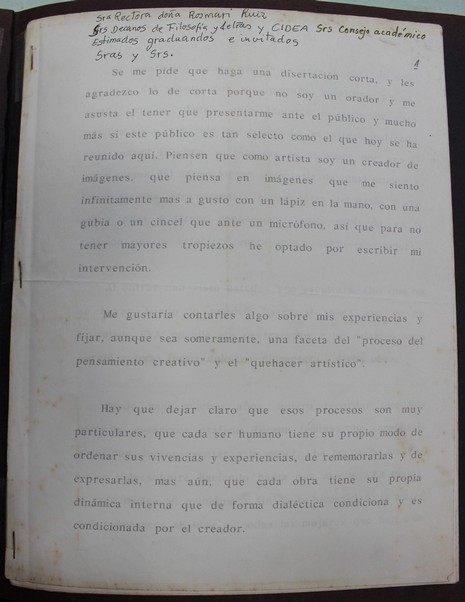 Sra Rectora doña Rosmari Ruiz
Srs Decanos de Filosofía y Letras y CIDEA Srs Consejo académico
Estimados graduandos e invitados
Sras y Srs.
1
Se me pide que haga una disertación corta, y les
agradezco lo de corta porque no soy un orador y me
asusta el tener que presentarme ante el público y mucho
más si este público es tan selecto como el que hoy se ha
reunido aquí. Piensen que como artista soy un creador de
imágenes, que piensa en imágenes que me siento
infinitamente mas a gusto con un lápiz en la mano, con una
gubia o un cincel que ante un micrófono, así que para no
tener mayores tropiezos he optado por escribir mi
intervención.
Me gustaría contarles algo sobre mis experiencias y
fijar, aunque sea someramente, una faceta del "proceso del
pensamiento creativo" y el "quehacer artístico".
Hay que dejar claro que esos procesos son muy
particulares, que cada ser humano tiene su propio modo de
ordenar sus vivencias y experiencias, de rememorarlas y de
expresarlas, mas aún, que cada obra tiene su propia
dinámica interna que de forma dialéctica condiciona y es
condicionada por el creador.